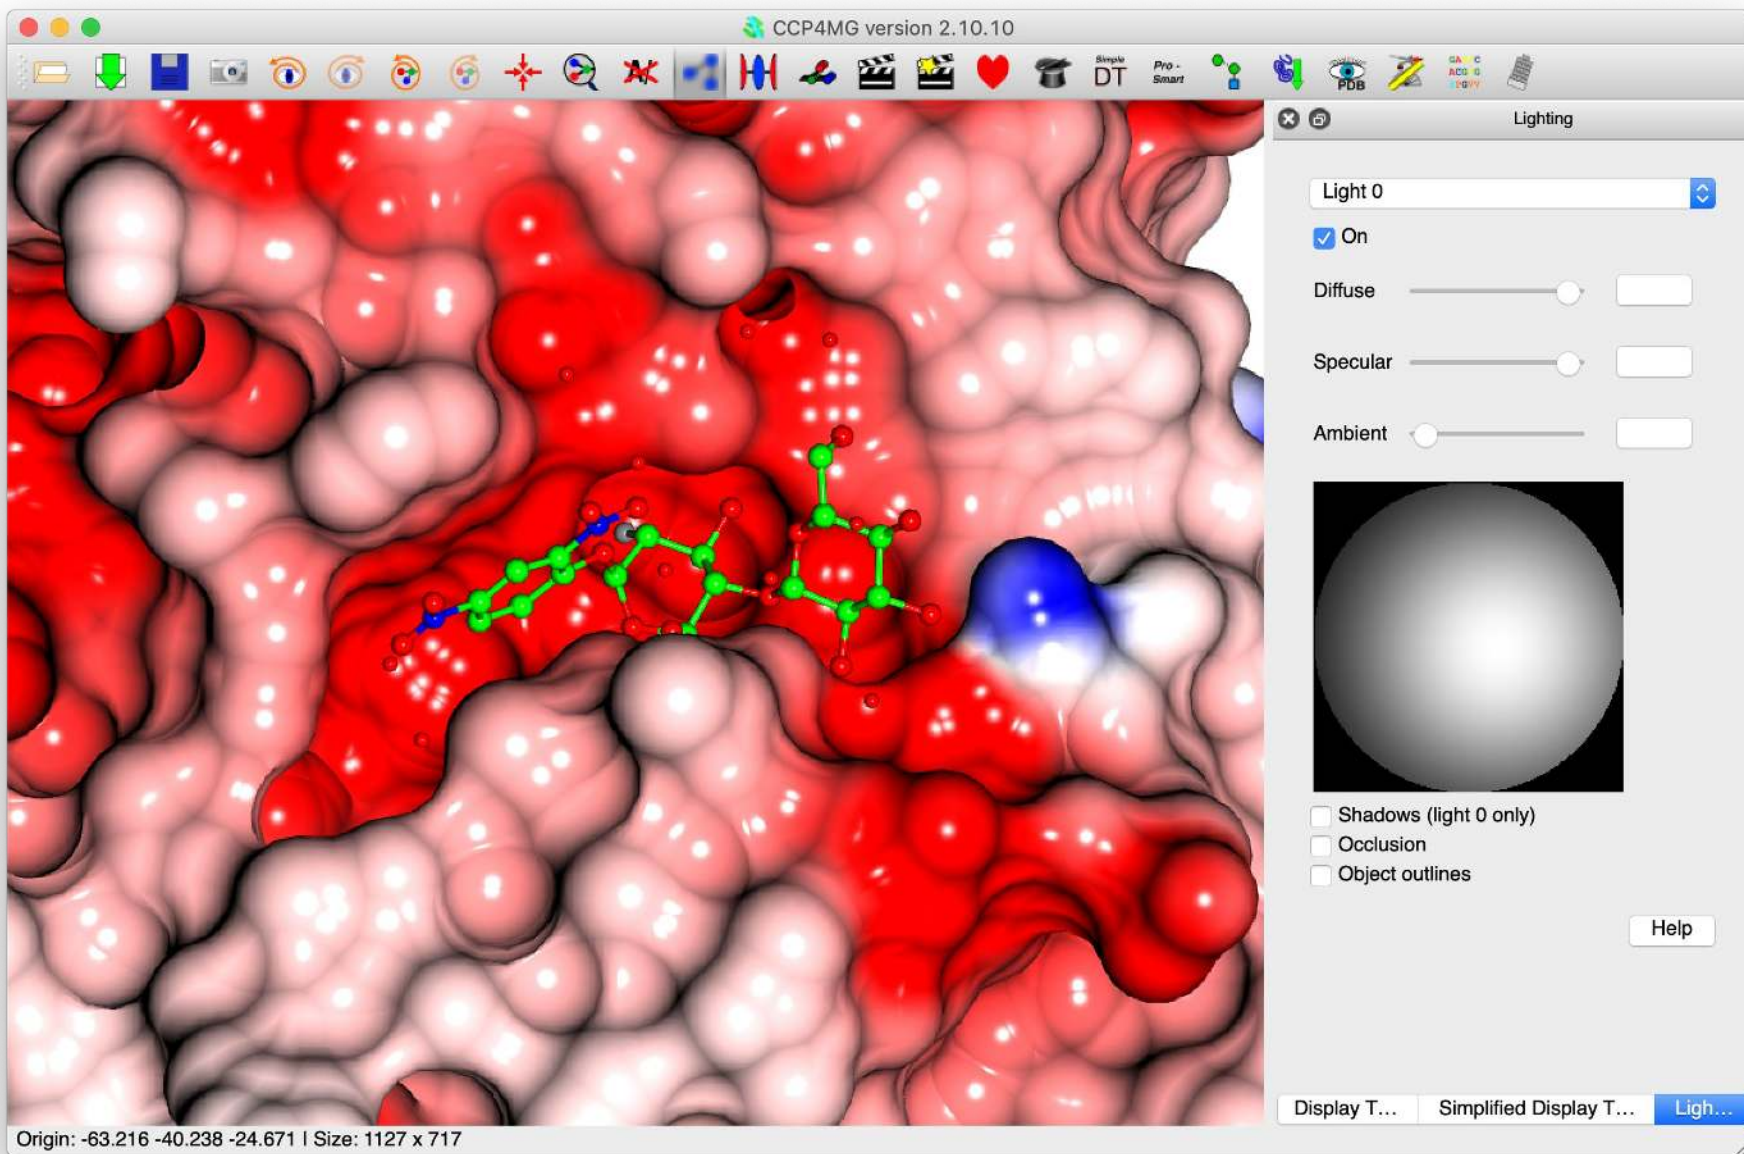 CCP4MG version 2.10.10
Simple
DT
Pro -
Smart
PDB
Lighting
Light 0
On
Diffuse
Specular
Ambient
Shadows (light 0 only)
Occlusion
Object outlines
Help
Display T...
Simplified Display T...
Ligh...
Origin: -63.216 -40.238 -24.671 | Size: 1127 x 717